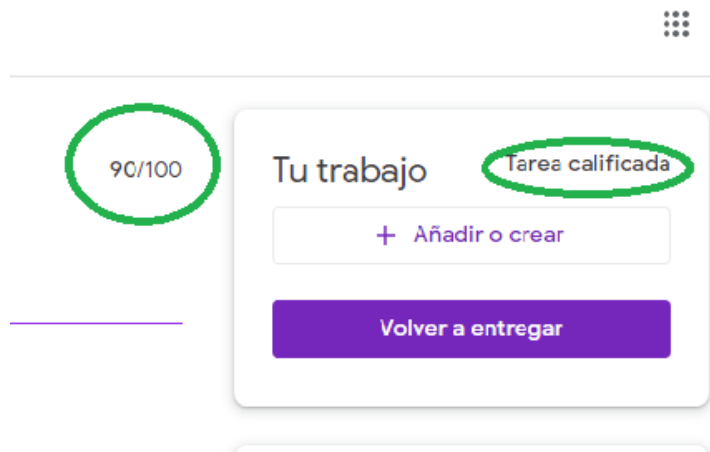 90/100
Tu trabajo
Tarea calificada
+ Añadir o crear
Volver a entregar